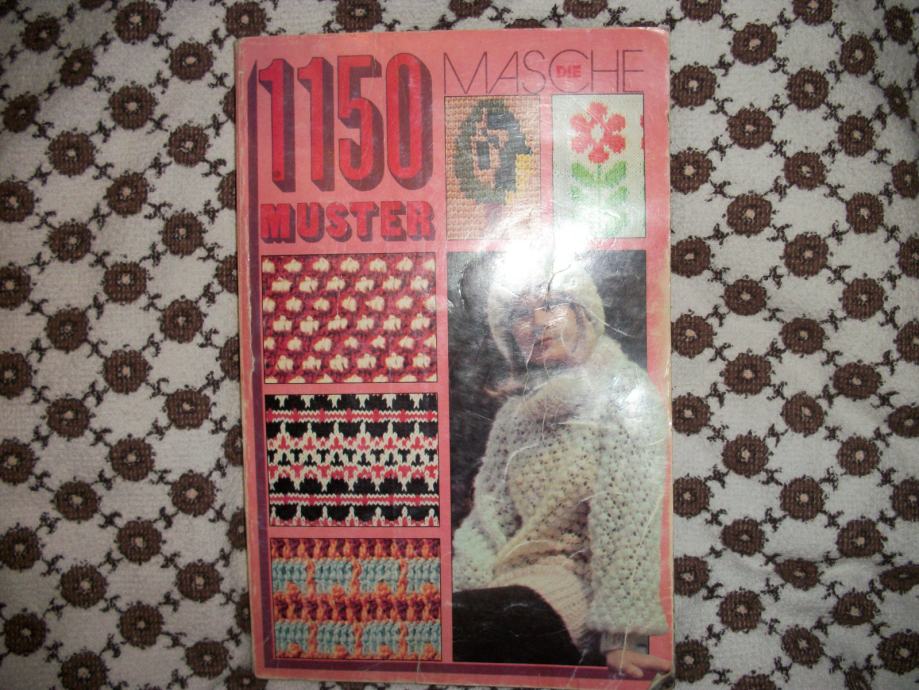 1150
MUSTER
DIE
MASCHE